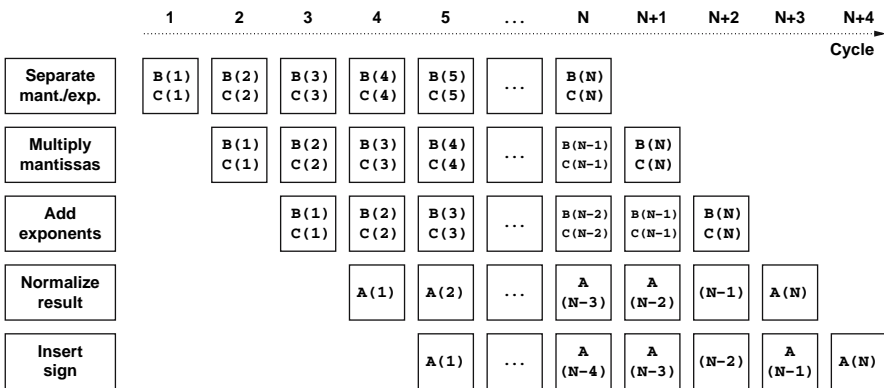 1 2 3 4 5 ... N N+1 N+2 N+3 N+4
Cycle
Separate B(1) B(2) B(3) B(4) B(5) ... B(N)
mant./exp. C(1) C(2) C(3) C(4) C(5) C(N)
Multiply B(1) B(2) B(3) B(4) ... B(N-1) B(N)
mantissas C(1) C(2) C(3) C(4) C(N-1) C(N)
Add B(1) B(2) B(3) ... B(N-2) B(N-1) B(N)
exponents C(1) C(2) C(3) C(N-2) C(N-1) C(N)
Normalize A(1) A(2) ... A A (N-1) A(N)
result (N-3) (N-2)
Insert A(1) ... A A (N-2) A A(N)
sign (N-4) (N-3) (N-1)